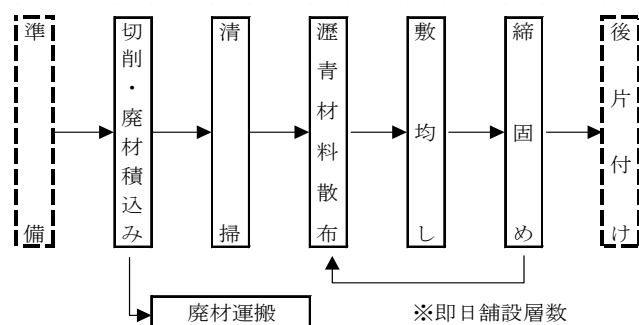 準備
切削・廃材積込み
清掃
瀝青材料散布
敷均し
締固め
後片付け
廃材運搬
※即日舗設層数